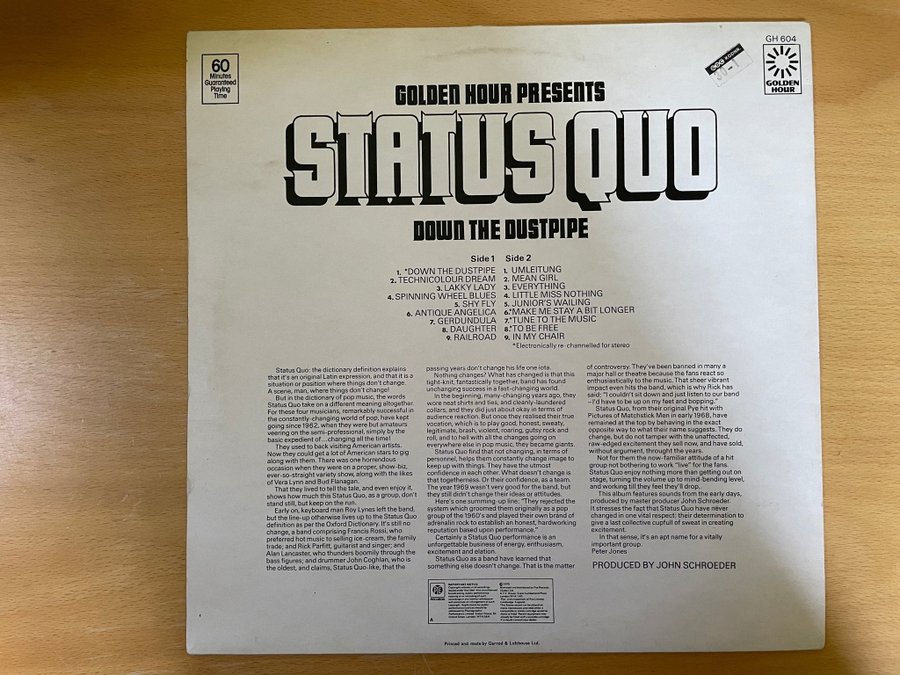 GH 604
60
Minutes
Guaranteed
Playing
Time
GOLDEN
HOUR
GOLDEN HOUR PRESENTS
STATUS QUO
DOWN THE DUSTPIPE
Side 1
1. *DOWN THE DUSTPIPE
2. TECHNICOLOUR DREAM
3. LAKKY LADY
4. SPINNING WHEEL BLUES
5. SHY FLY
6. ANTIQUE ANGELICA
7. GERDUNDULA
8. DAUGHTER
9. RAILROAD
Side 2
1. UMLEITUNG
2. MEAN GIRL
3. EVERYTHING
4. LITTLE MISS NOTHING
5. JUNIOR'S WAILING
6.*MAKE ME STAY A BIT LONGER
7.*TUNE TO THE MUSIC
8.*TO BE FREE
9. IN MY CHAIR
*Electronically re-channelled for stereo
Status Quo: the dictionary definition explains
that it's an original Latin expression, and that it is a
situation or position where things don't change.
A scene, man, where things don't change!
But in the dictionary of pop music, the words
Status Quo take on a different meaning altogether.
For these four musicians, remarkably successful in
the constantly-changing world of pop, have kept
going since 1962, when they were but amateurs
veering on the semi-professional, simply by the
basic expedient of...changing all the time!
They used to back visiting American artists.
Now they could get a lot of American stars to gig
along with them. There was one horrendous
occasion when they were on a proper, show-biz,
ever-so-straight variety show, along with the likes
of Vera Lynn and Bud Flanagan.
That they lived to tell the tale, and even enjoy it,
shows how much this Status Quo, as a group, don't
stand still, but keep on the run.
Early on, keyboard man Roy Lynes left the band,
but the line-up otherwise lives up to the Status Quo
definition as per the Oxford Dictionary. It's still no
change, a band comprising Francis Rossi, who
preferred hot music to selling ice-cream, the family
trade; and Rick Parfitt, guitarist and singer; and
Alan Lancaster, who thunders boomily through the
bass figures; and drummer John Coghlan, who is
the oldest, and claims, Status Quo-like, that the
passing years don't change his life one iota.
Nothing changes! What has changed is that this
tight-knit, fantastically together, band has found
unchanging success in a fast-changing world.
In the beginning, many-changing years ago, they
wore neat shirts and ties, and cleanly-laundered
collars, and they did just about okay in terms of
audience reaction. But once they realised their true
vocation, which is to play good, honest, sweaty,
legitimate, brash, violent, roaring, gutsy rock and
roll, and to hell with all the changes going on
everywhere else in pop music, they became giants.
Status Quo find that not changing, in terms of
personnel, helps them constantly change image to
keep up with things. They have the utmost
confidence in each other. What doesn't change is
that togetherness. Or their confidence, as a team.
The year 1969 wasn't very good for the band, but
they still didn't change their ideas or attitudes.
Here's one summing-up line: "They rejected the
system which groomed them originally as a pop
group of the 1960's and played their own brand of
adrenalin rock to establish an honest, hardworking
reputation based upon performance."
Certainly a Status Quo performance is an
unforgettable business of energy, enthusiasm,
excitement and elation.
Status Quo as a band have learned that
something else doesn't change. That is the matter
of controversy. They've been banned in many a
major hall or theatre because the fans react so
enthusiastically to the music. That sheer vibrant
impact even hits the band, which is why Rick has
said: "I couldn't sit down and just listen to our band
–I'd have to be up on my feet and bopping."
Status Quo, from their original Pye hit with
Pictures of Matchstick Men in early 1968, have
remained at the top by behaving in the exact
opposite way to what their name suggests. They do
change, but do not tamper with the unaffected,
raw-edged excitement they sell now, and have sold,
without argument, through the years.
Not for them the now-familiar attitude of a hit
group not bothering to work "live" for the fans.
Status Quo enjoy nothing more than getting out on
stage, turning the volume up to mind-bending level,
and working till they feel they'll drop.
This album features sounds from the early days,
produced by master producer John Schroeder.
It stresses the fact that Status Quo have never
changed in one vital respect; their determination to
give a last collective cupfull of sweat in creating
excitement.
In that sense, it's an apt name for a vitally
important group.
Peter Jones
PRODUCED BY JOHN SCHROEDER
IMPORTANT NOTICE
A
Printed and made by Garrod & Lofthouse Ltd.